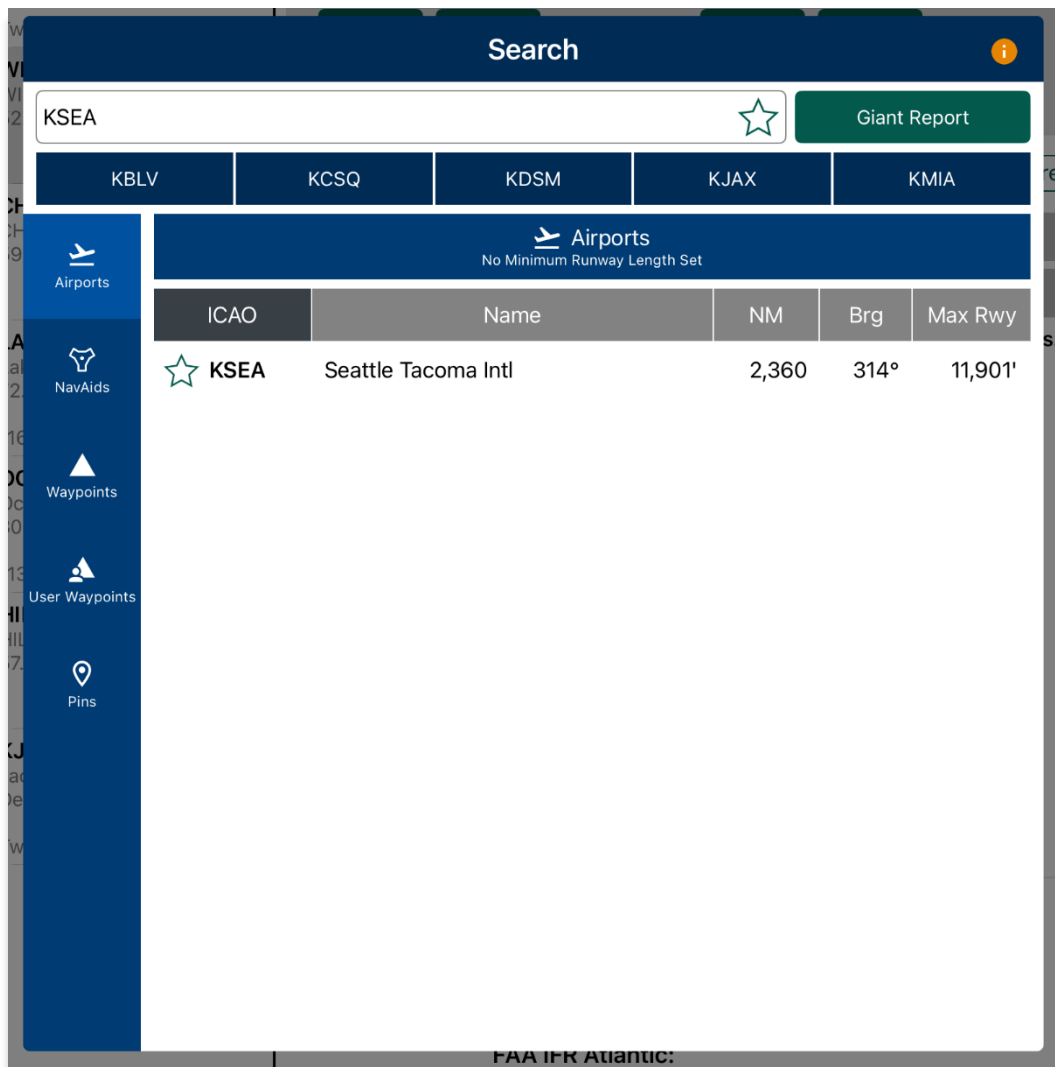 Search
KSEA
Giant Report
KBLV KCSQ KDSM KJAX KMIA
Airports
No Minimum Runway Length Set
Airports
ICAO Name NM Brg Max Rwy
KSEA Seattle Tacoma Intl 2,360 314° 11,901'
NavAids
Waypoints
User Waypoints
Pins
FAA IFR Atlantic: